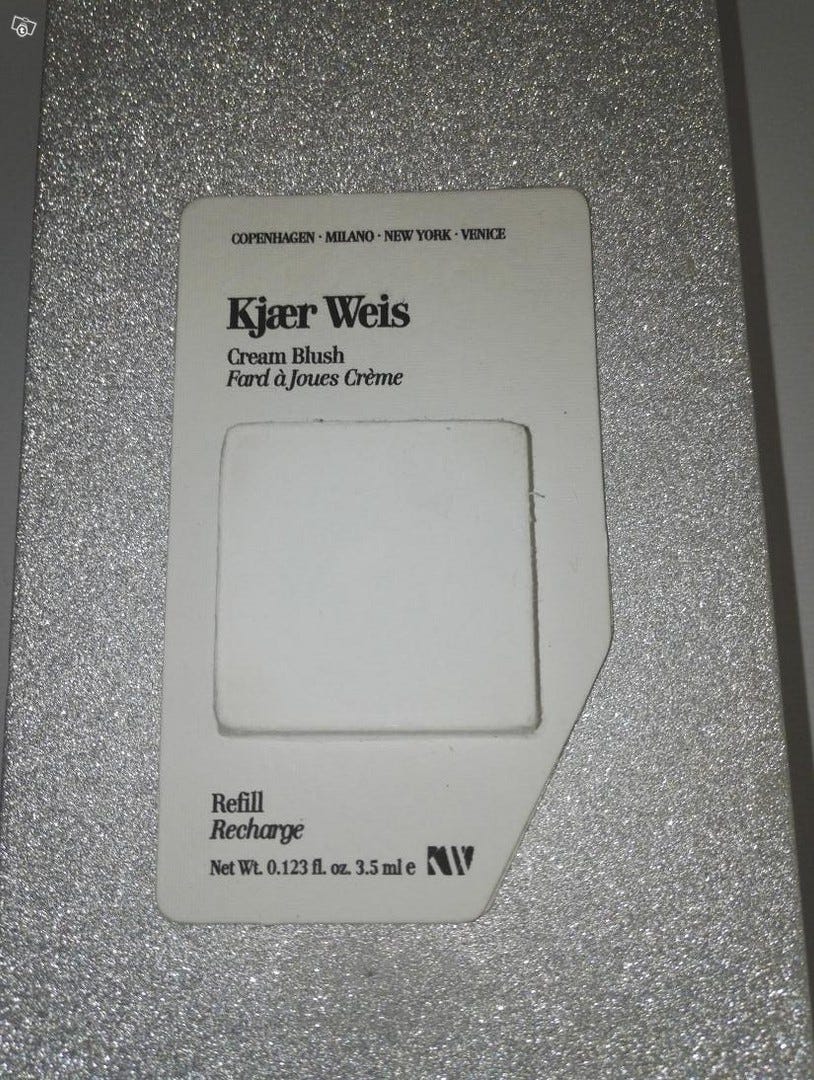 COPENHAGEN · MILANO · NEW YORK · VENICE
Kjær Weis
Cream Blush
Fard à Joues Crème
Refill
Recharge
Net Wt. 0.123 fl. oz. 3.5 ml e KW